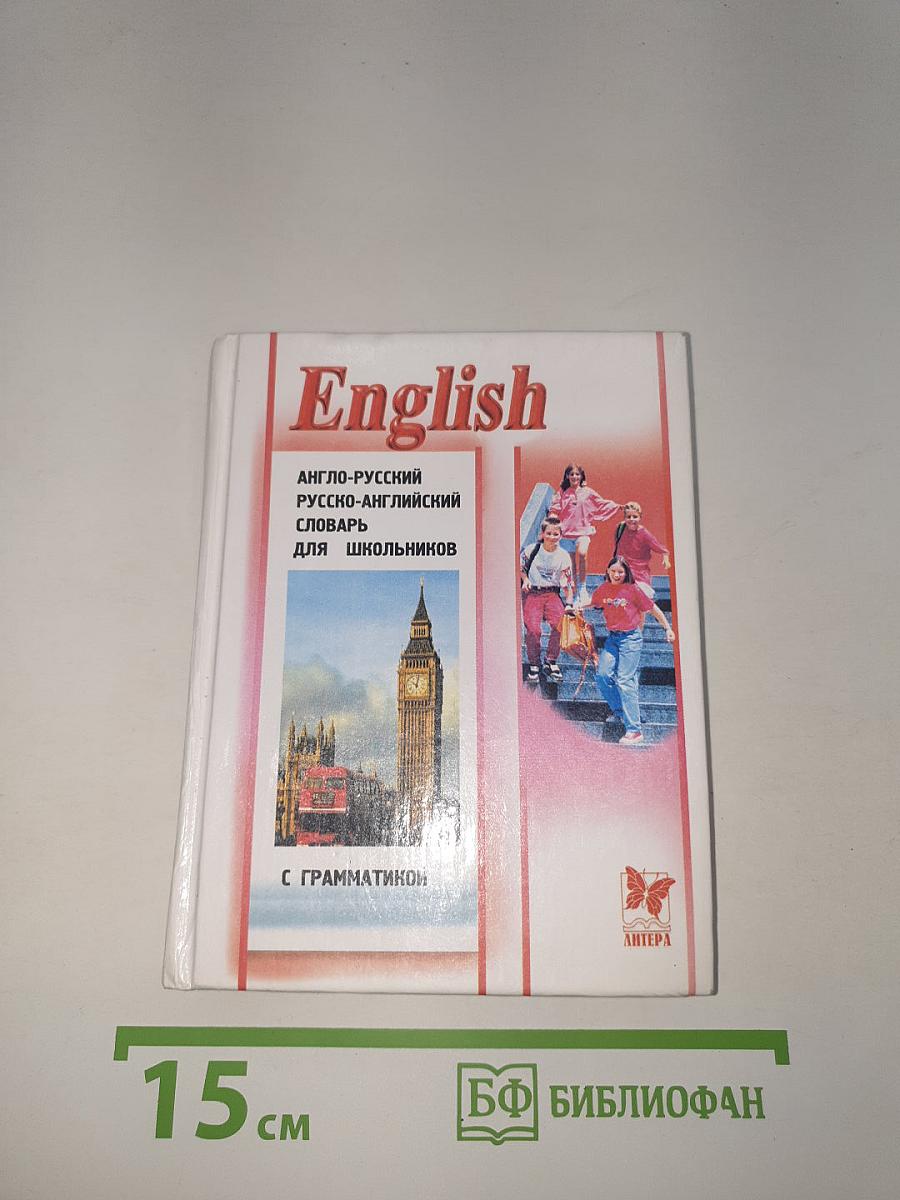 English
АНГЛО-РУССКИЙ
РУССКО-АНГЛИЙСКИЙ
СЛОВАРЬ
ДЛЯ ШКОЛЬНИКОВ
С ГРАММАТИКОЙ
ЛИТЕРА
15 см
БФ БИБЛИОФАН